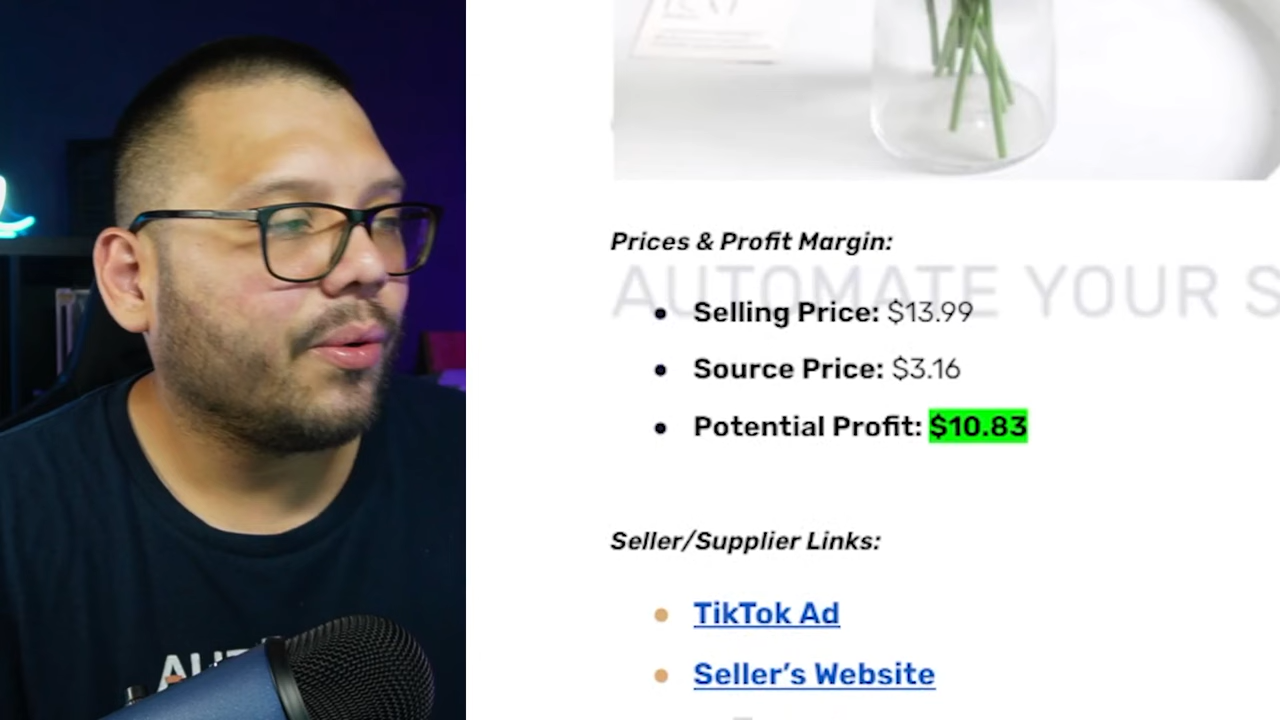 Prices & Profit Margin:
AUTOMATE YOUR S
Selling Price: $13.99
Source Price: $3.16
Potential Profit: $10.83
Seller/Supplier Links:
TikTok Ad
Seller’s Website